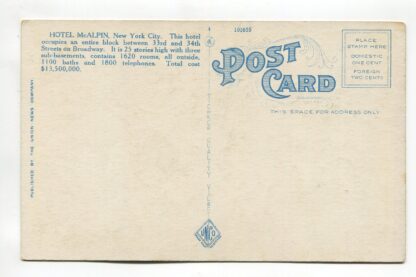 HOTEL McALPIN, New York City. This hotel
occupies an entire block between 33rd and 34th
Streets on Broadway. It is 25 stories high with three
sub-basements, contains 1620 rooms, all outside,
1100 baths and 1800 telephones. Total cost
$13,500,000.
PUBLISHED BY THE UNION NEWS COMPANY
POST
CARD
PLACE
STAMP HERE
DOMESTIC
ONE CENT
FOREIGN
TWO CENTS
THIS SPACE FOR ADDRESS ONLY